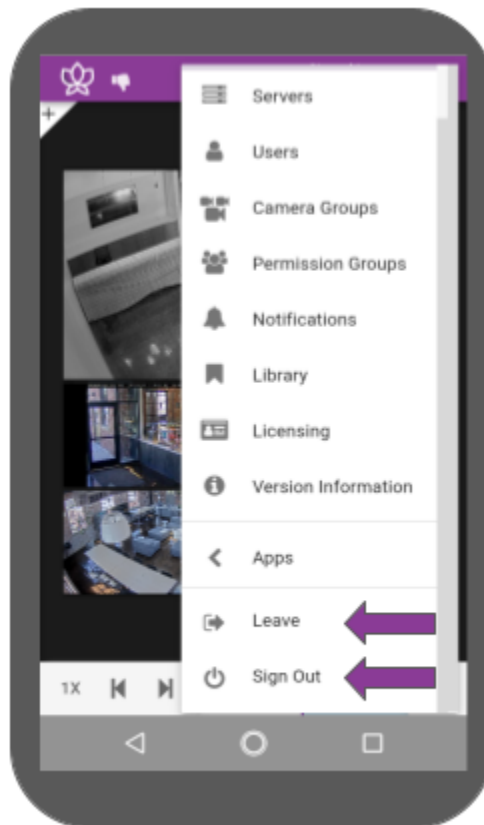 Servers
Users
Camera Groups
Permission Groups
Notifications
Library
Licensing
Version Information
Apps
Leave
Sign Out
1X